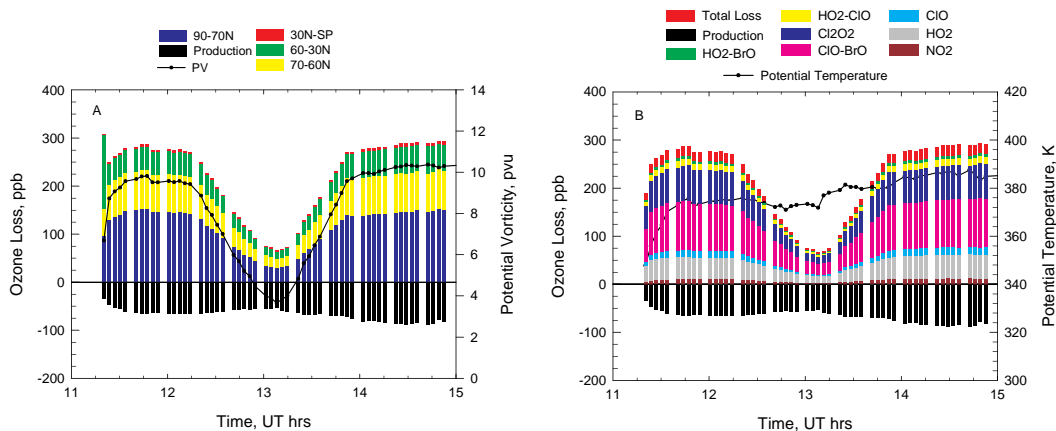 90-70N 30N-SP
Production 60-30N
PV 70-60N
A
400
300
200
100
0
-100
-200
14
12
10
8
6
4
2
0
11 12 13 14 15
Ozone Loss, ppb
Potential Vorticity, pvu
Time, UT hrs
Total Loss HO2-ClO ClO
Production Cl2O2 HO2
HO2-BrO ClO-BrO NO2
Potential Temperature
B
400
300
200
100
0
-100
-200
420
400
380
360
340
320
300
11 12 13 14 15
Ozone Loss, ppb
Potential Temperature, K
Time, UT hrs